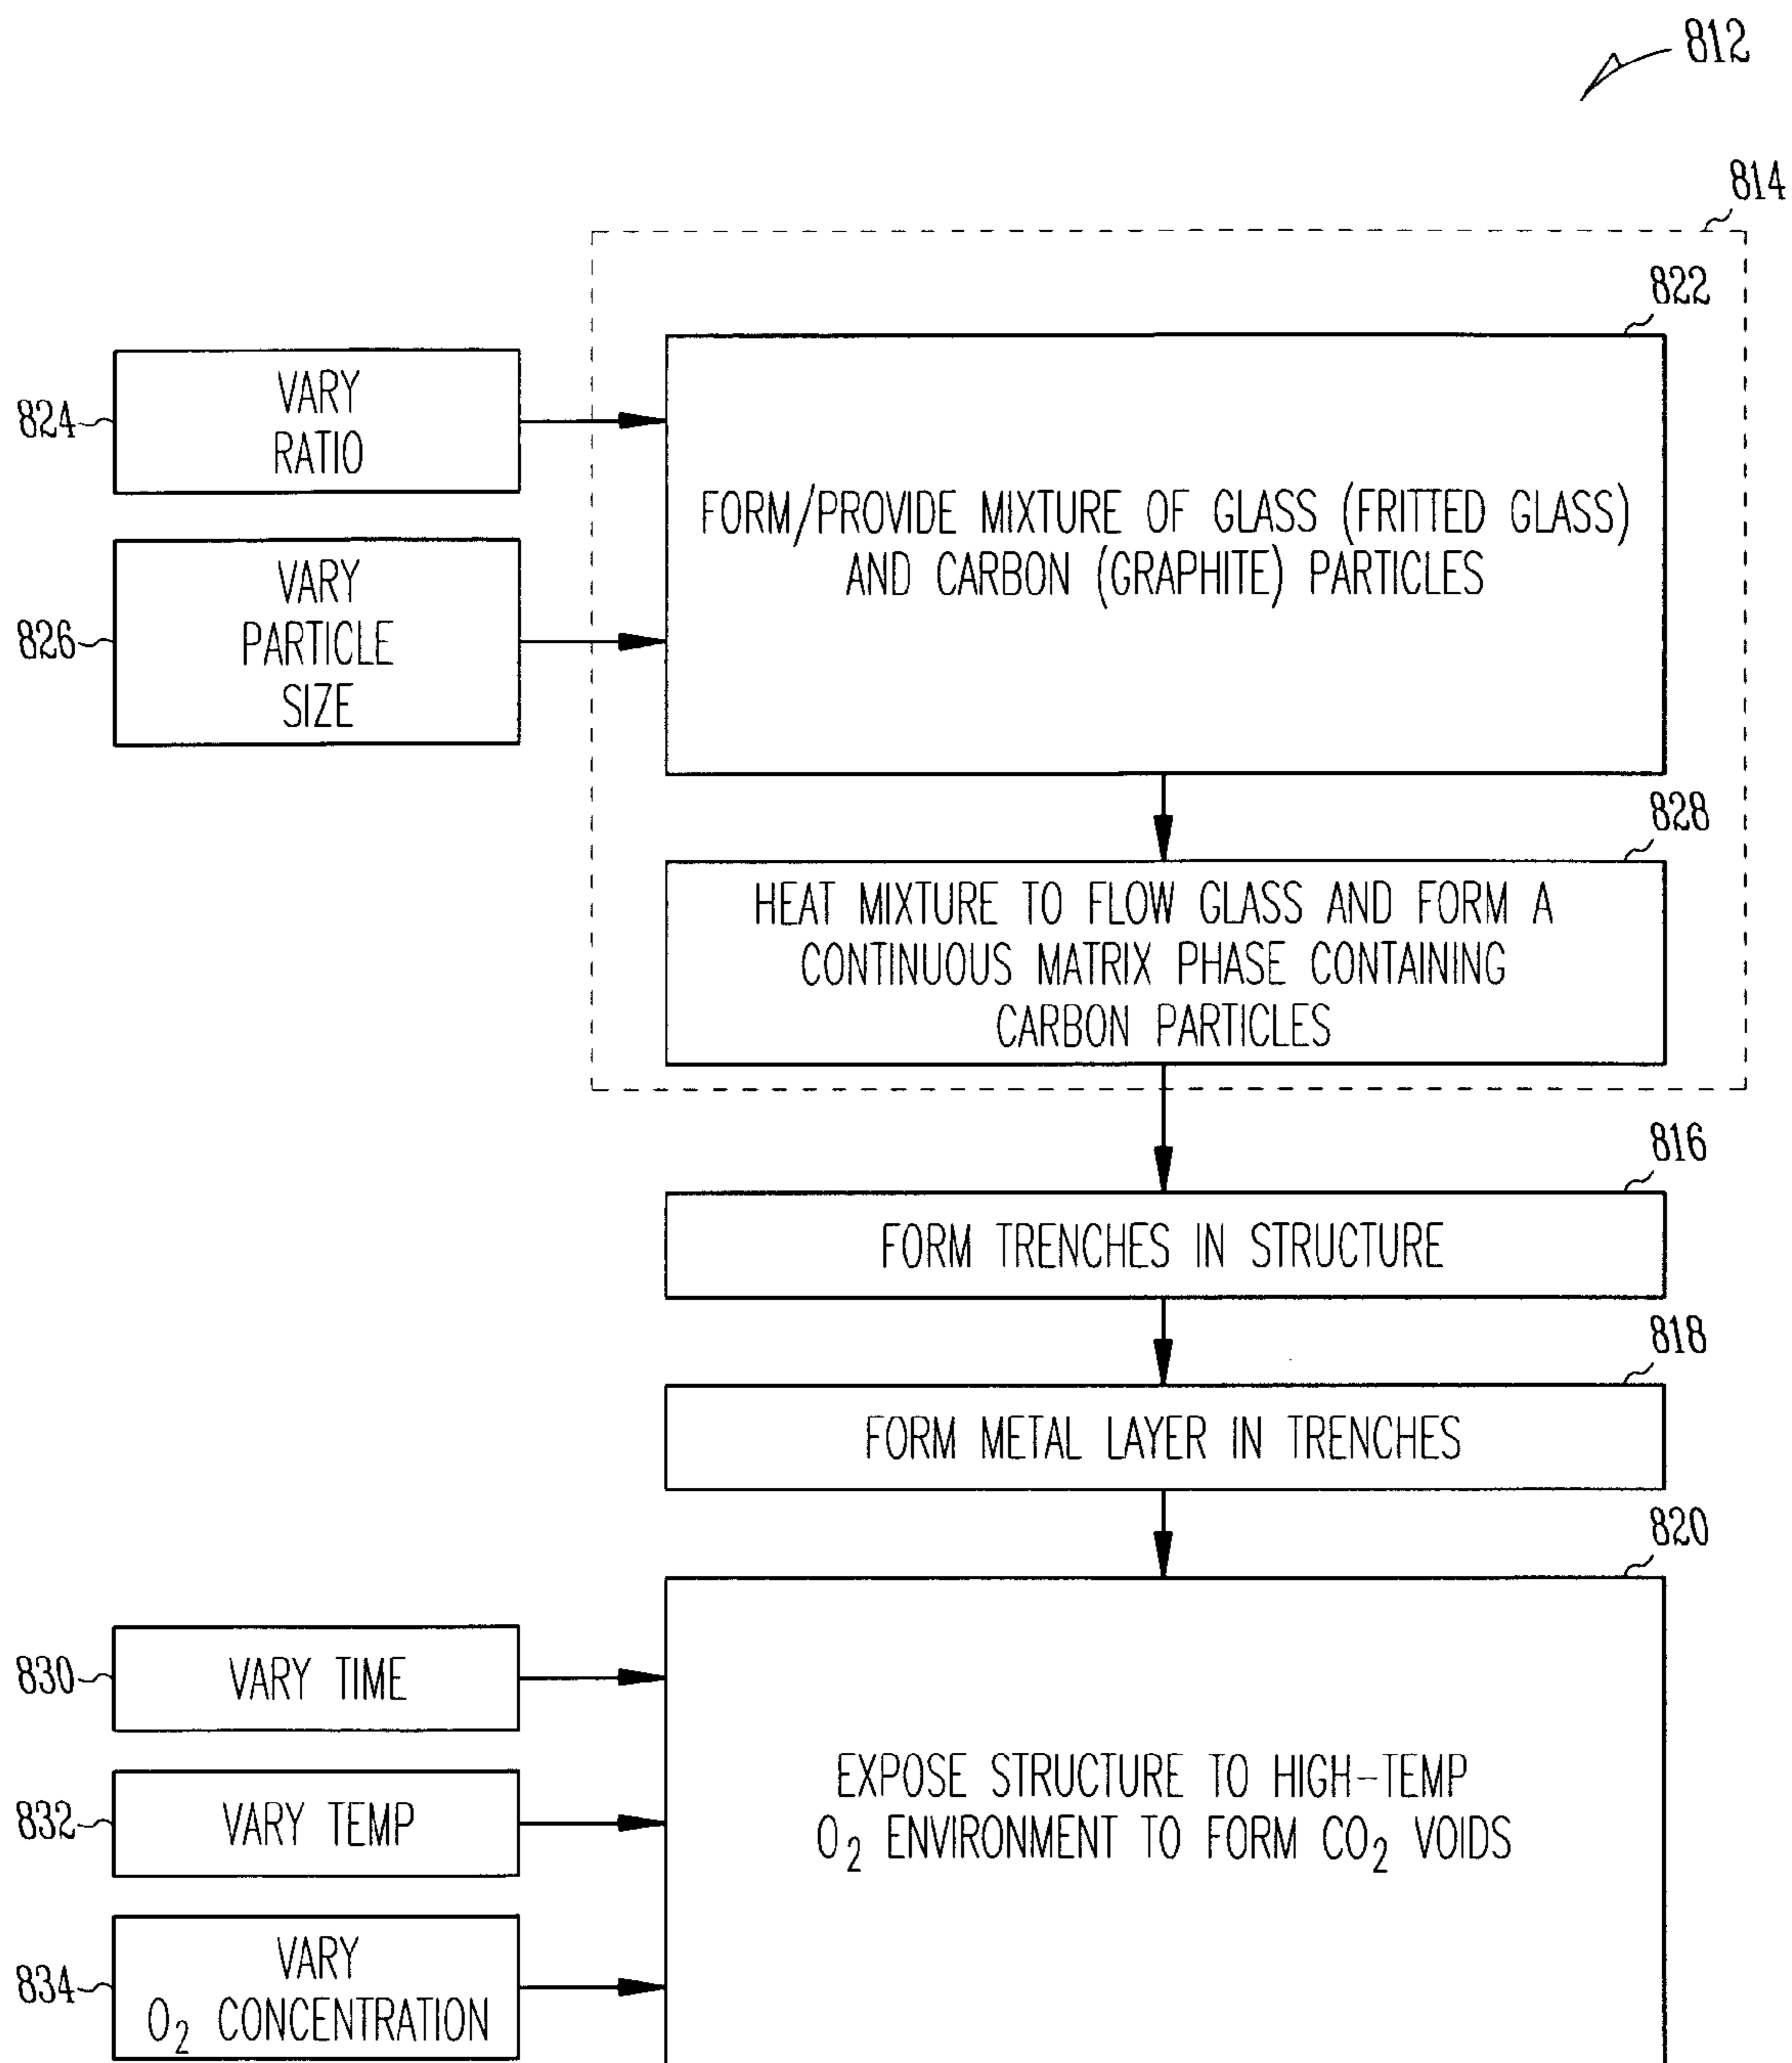 812
814
822
824
VARY
RATIO
826
VARY
PARTICLE
SIZE
FORM/PROVIDE MIXTURE OF GLASS (FRITTED GLASS)
AND CARBON (GRAPHITE) PARTICLES
828
HEAT MIXTURE TO FLOW GLASS AND FORM A
CONTINUOUS MATRIX PHASE CONTAINING
CARBON PARTICLES
816
FORM TRENCHES IN STRUCTURE
818
FORM METAL LAYER IN TRENCHES
820
830
VARY TIME
832
VARY TEMP
834
VARY
O₂ CONCENTRATION
EXPOSE STRUCTURE TO HIGH-TEMP
O₂ ENVIRONMENT TO FORM CO₂ VOIDS